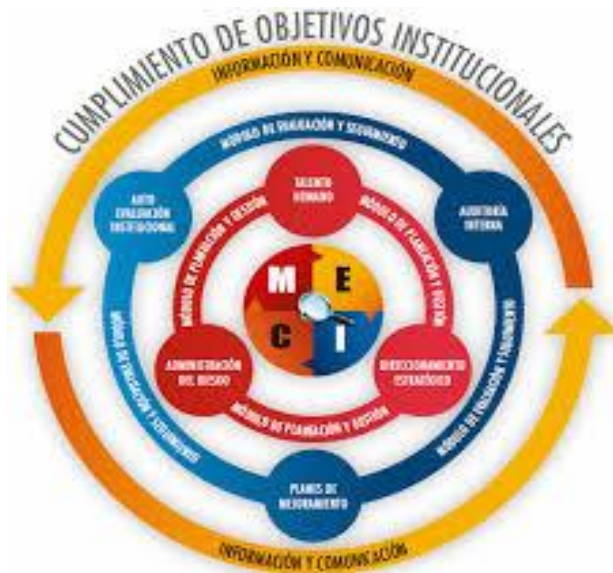 CUMPLIMIENTO DE OBJETIVOS INSTITUCIONALES
INFORMACIÓN Y COMUNICACIÓN
MÓDULO DE EVALUACIÓN Y SEGUIMIENTO
TALENTO
HUMANO
AUTO
EVALUACIÓN
INSTITUCIONAL
AUDITORÍA
INTERNA
MÓDULO DE PLANEACIÓN Y GESTIÓN
MÓDULO DE PLANEACIÓN Y GESTIÓN
M E
C I
ADMINISTRACIÓN
DEL RIESGO
DIRECCIONAMIENTO
ESTRATÉGICO
MÓDULO DE PLANEACIÓN Y GESTIÓN
MÓDULO DE EVALUACIÓN Y SEGUIMIENTO
MÓDULO DE EVALUACIÓN Y SEGUIMIENTO
PLANES DE
MEJORAMIENTO
INFORMACIÓN Y COMUNICACIÓN